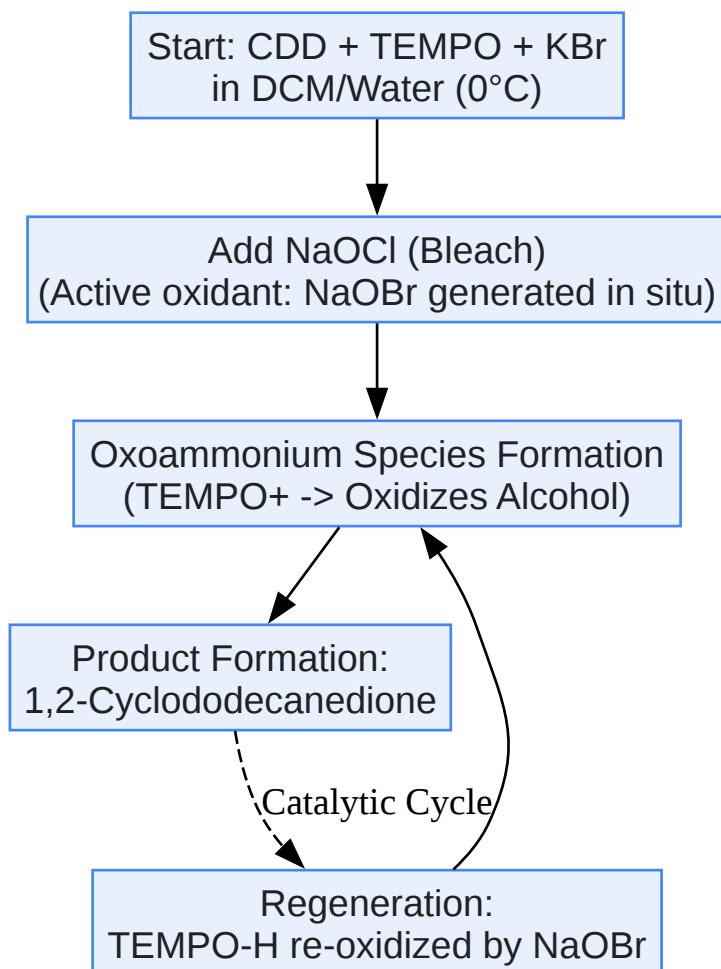 Start: CDD + TEMPO + KBr
in DCM/Water (0°C)
Add NaOCl (Bleach)
(Active oxidant: NaOBr generated in situ)
Oxoammonium Species Formation
(TEMPO+ -> Oxidizes Alcohol)
Product Formation:
1,2-Cyclododecanedione
Catalytic Cycle
Regeneration:
TEMPO-H re-oxidized by NaOBr